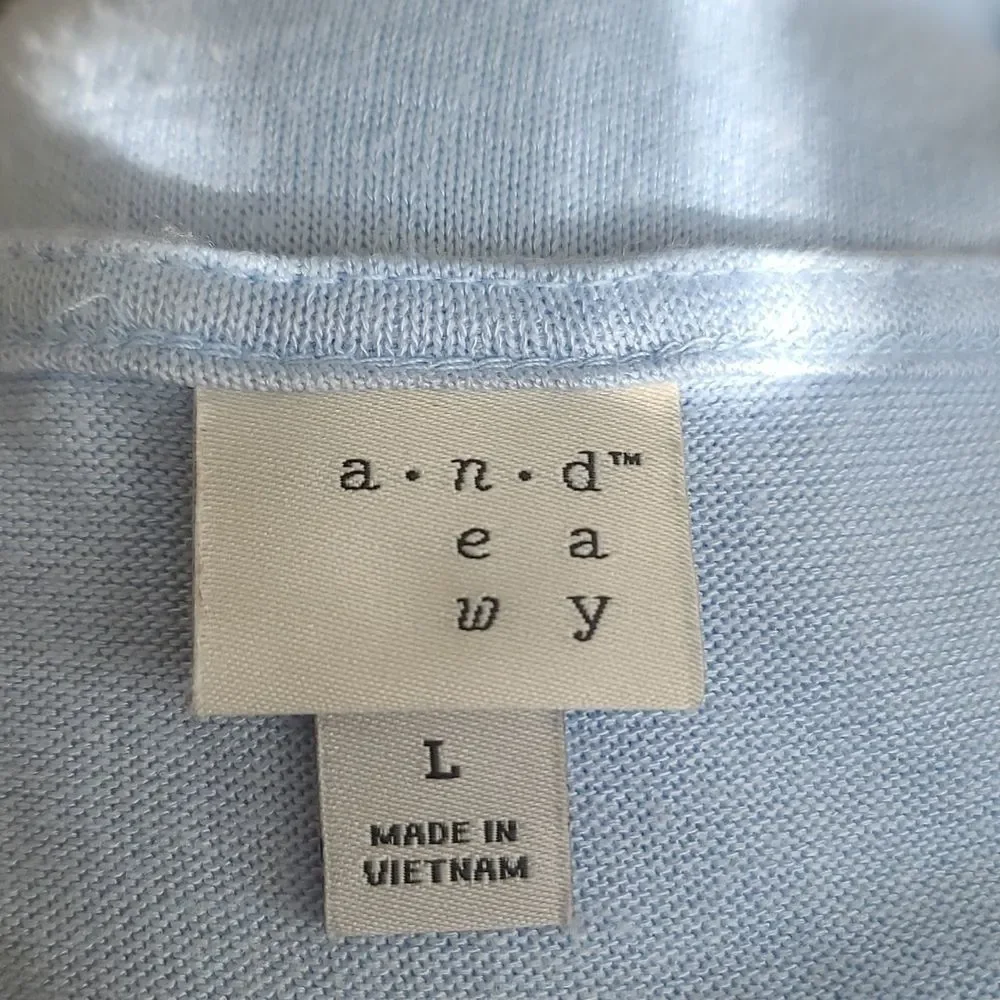 a • n • d™
e a
w y
L
MADE IN
VIETNAM